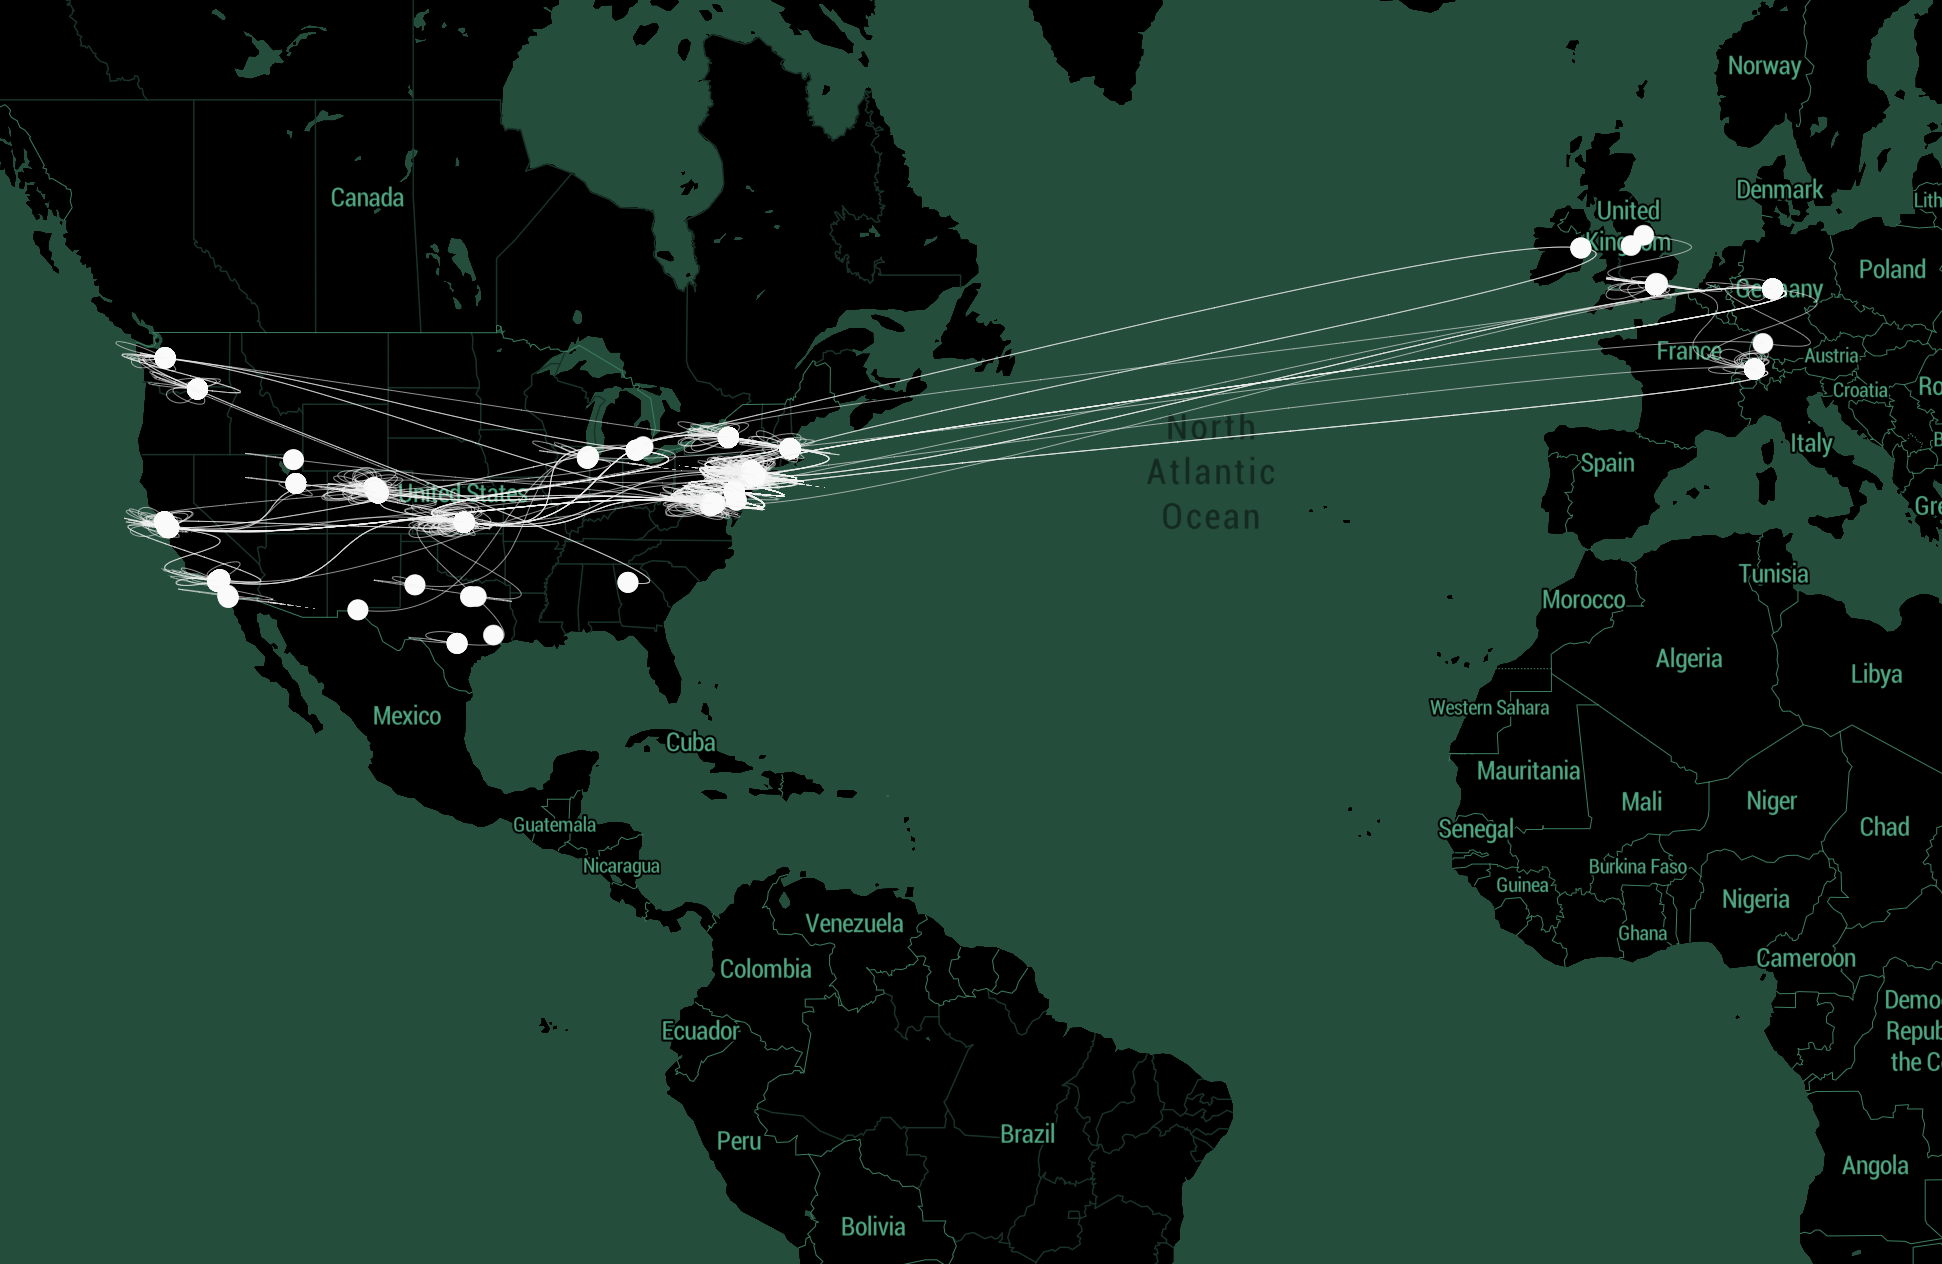 Norway
Denmark
Lith
Canada
United
Kingdom
Poland
Germany
France
Austria
Croatia
Ro
North
Atlantic
Ocean
Italy
B
Spain
United States
Gre
Tunisia
Morocco
Algeria
Libya
Western Sahara
Mexico
Cuba
Mauritania
Mali
Niger
Chad
Senegal
Guatemala
Nicaragua
Burkina Faso
Guinea
Nigeria
Ghana
Venezuela
Cameroon
Colombia
Demo
Repub
the C
Ecuador
Peru
Brazil
Angola
Bolivia